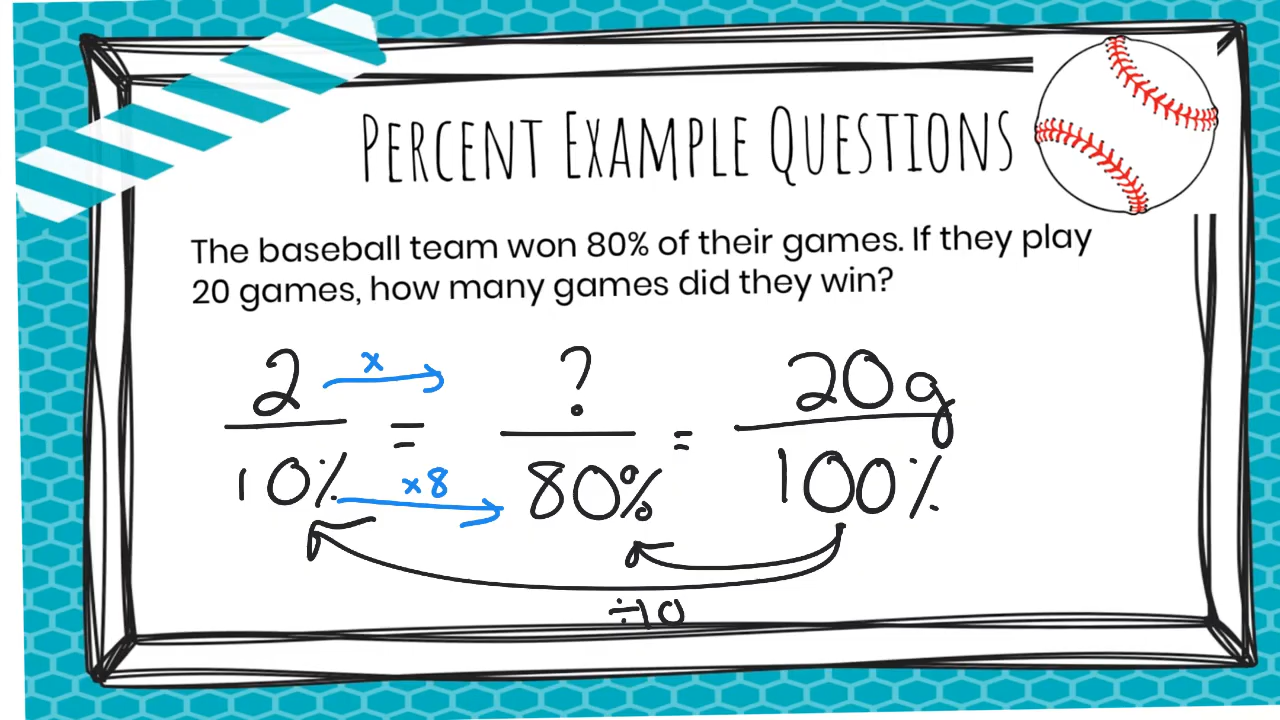 PERCENT EXAMPLE QUESTIONS
The baseball team won 80% of their games. If they play
20 games, how many games did they win?
2 x ? 20g
= =
10% x8 80% 100%
÷10